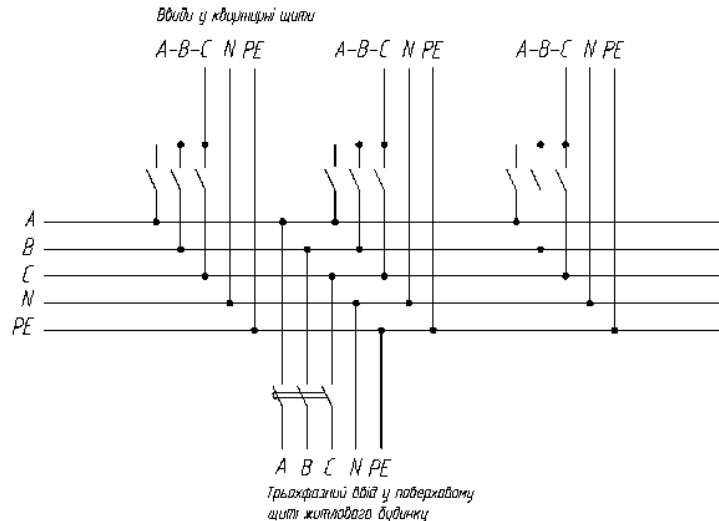 Вводи у квартирні щити
A-B-C N PE A-B-C N PE A-B-C N PE
A
B
C
N
PE
A B C N PE
Трьохфазний ввід у поверховому
щиті житлового будинку